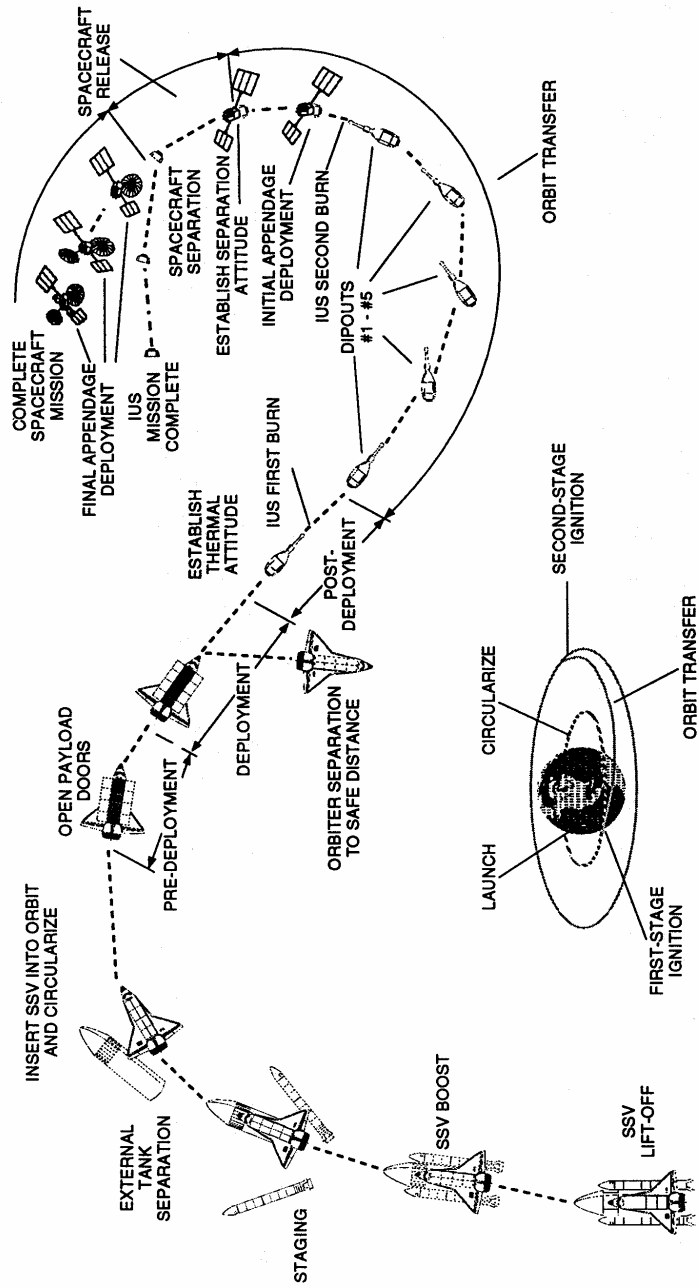 SSV
LIFT-OFF
SSV BOOST
STAGING
EXTERNAL
TANK
SEPARATION
INSERT SSV INTO ORBIT
AND CIRCULARIZE
OPEN PAYLOAD
DOORS
PRE-DEPLOYMENT
DEPLOYMENT
POST-
DEPLOYMENT
ORBITER SEPARATION
TO SAFE DISTANCE
ESTABLISH
THERMAL
ATTITUDE
IUS FIRST BURN
DIPOUTS
#1 - #5
IUS SECOND BURN
INITIAL APPENDAGE
DEPLOYMENT
ESTABLISH SEPARATION
ATTITUDE
SPACECRAFT
SEPARATION
IUS
MISSION
COMPLETE
FINAL APPENDAGE
DEPLOYMENT
COMPLETE
SPACECRAFT
MISSION
SPACECRAFT
RELEASE
ORBIT TRANSFER
LAUNCH
CIRCULARIZE
SECOND-STAGE
IGNITION
FIRST-STAGE
IGNITION
ORBIT TRANSFER